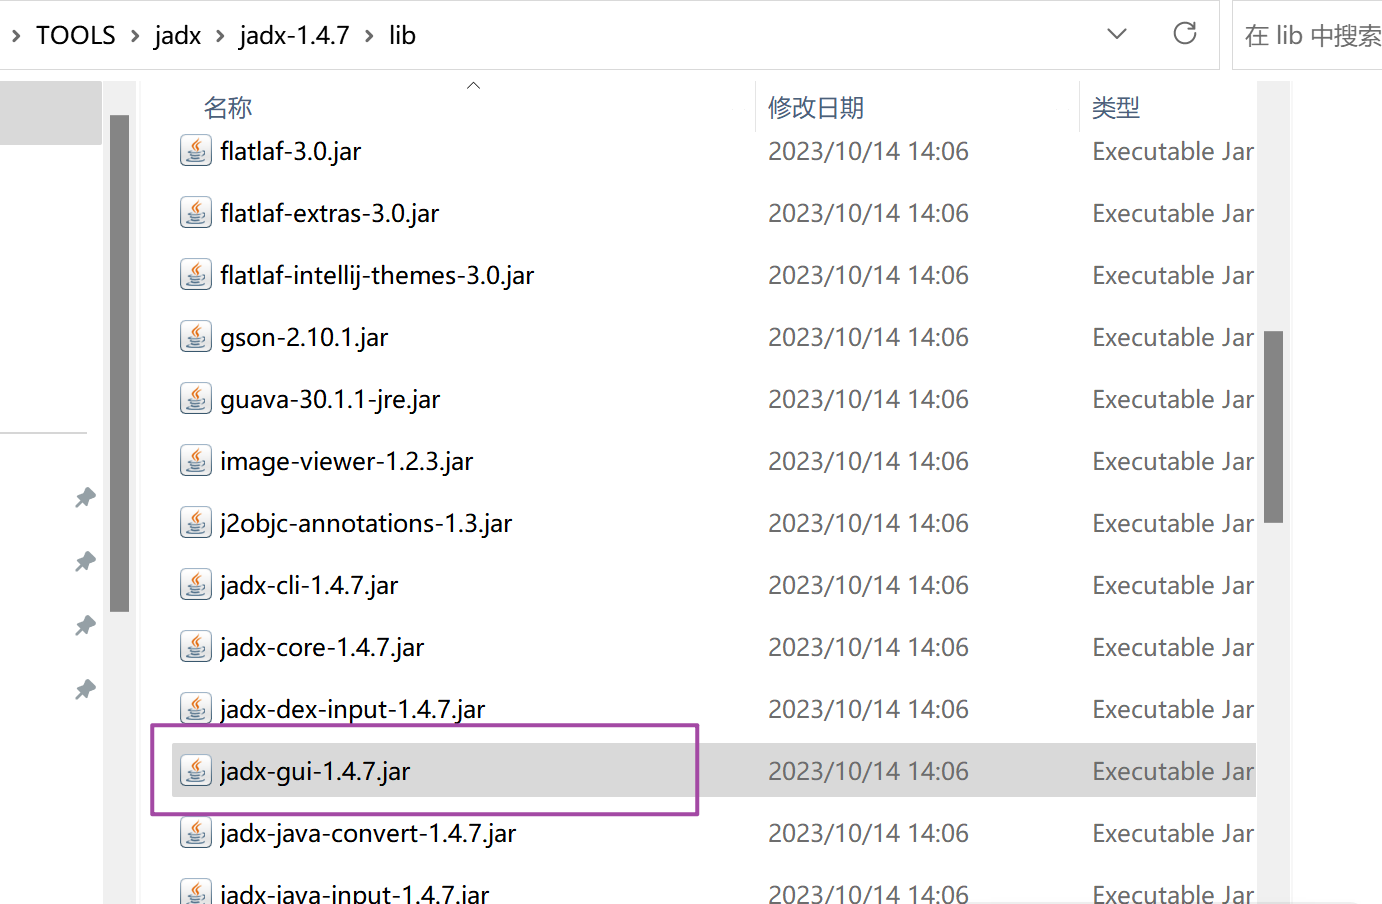 TOOLS > jadx > jadx-1.4.7 > lib
在 lib 中搜索
名称 修改日期 类型
flatlaf-3.0.jar 2023/10/14 14:06 Executable Jar
flatlaf-extras-3.0.jar 2023/10/14 14:06 Executable Jar
flatlaf-intellij-themes-3.0.jar 2023/10/14 14:06 Executable Jar
gson-2.10.1.jar 2023/10/14 14:06 Executable Jar
guava-30.1.1-jre.jar 2023/10/14 14:06 Executable Jar
image-viewer-1.2.3.jar 2023/10/14 14:06 Executable Jar
j2objc-annotations-1.3.jar 2023/10/14 14:06 Executable Jar
jadx-cli-1.4.7.jar 2023/10/14 14:06 Executable Jar
jadx-core-1.4.7.jar 2023/10/14 14:06 Executable Jar
jadx-dex-input-1.4.7.jar 2023/10/14 14:06 Executable Jar
jadx-gui-1.4.7.jar 2023/10/14 14:06 Executable Jar
jadx-java-convert-1.4.7.jar 2023/10/14 14:06 Executable Jar
jadx-java-input-1.4.7.jar 2023/10/14 14:06 Executable Jar